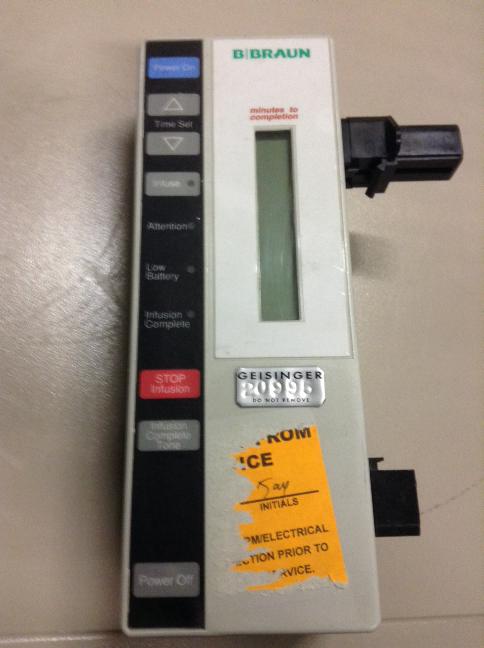 B|BRAUN
Power On
minutes to
completion
Time Set
Infuse
Attention
Low
Battery
Infusion
Complete
STOP
Infusion
GEISINGER
20996
DO NOT REMOVE
Infusion
Complete
Tone
ROM
ICE
INITIALS
PM/ELECTRICAL
CTION PRIOR TO
RVICE.
Power Off